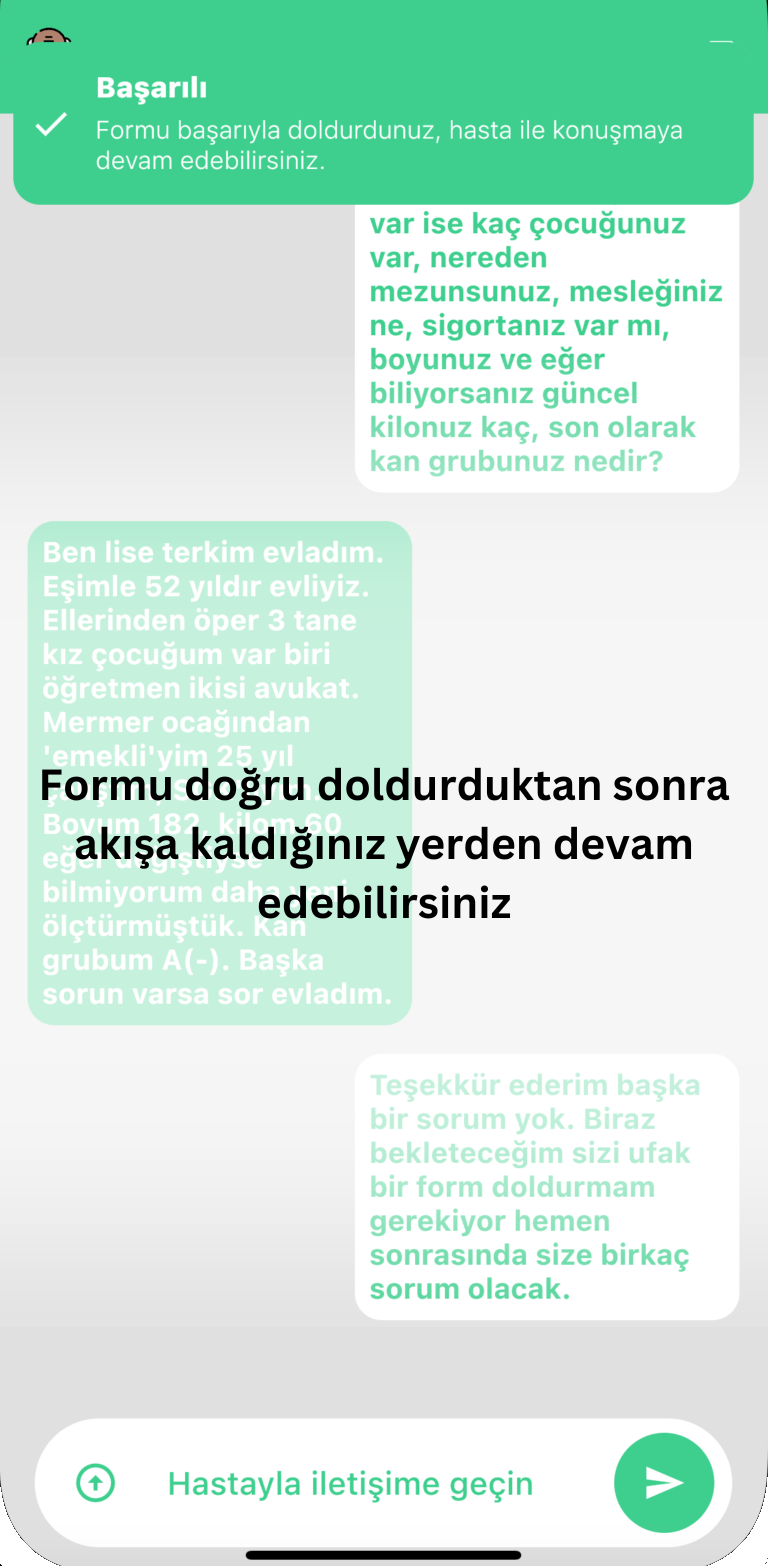 Başarılı
Formu başarıyla doldurdunuz, hasta ile konuşmaya
devam edebilirsiniz.
var ise kaç çocuğunuz
var, nereden
mezunsunuz, mesleğiniz
ne, sigortanız var mı,
boyunuz ve eğer
biliyorsanız güncel
kilonuz kaç, son olarak
kan grubunuz nedir?
Ben lise terkim evladım.
Eşimle 52 yıldır evliyiz.
Ellerinden öper 3 tane
kız çocuğum var biri
öğretmen ikisi avukat.
Mermer ocağından
'emekli'yim 25 yıl
Boyum 182, kilom 60
eğer değiştiyse
bilmiyorum daha yeni
ölçtürmüştük. Kan
grubum A(-). Başka
sorun varsa sor evladım.
Formu doğru doldurduktan sonra
akışa kaldığınız yerden devam
edebilirsiniz
Teşekkür ederim başka
bir sorum yok. Biraz
bekleteceğim sizi ufak
bir form doldurmam
gerekiyor hemen
sonrasında size birkaç
sorum olacak.
Hastayla iletişime geçin